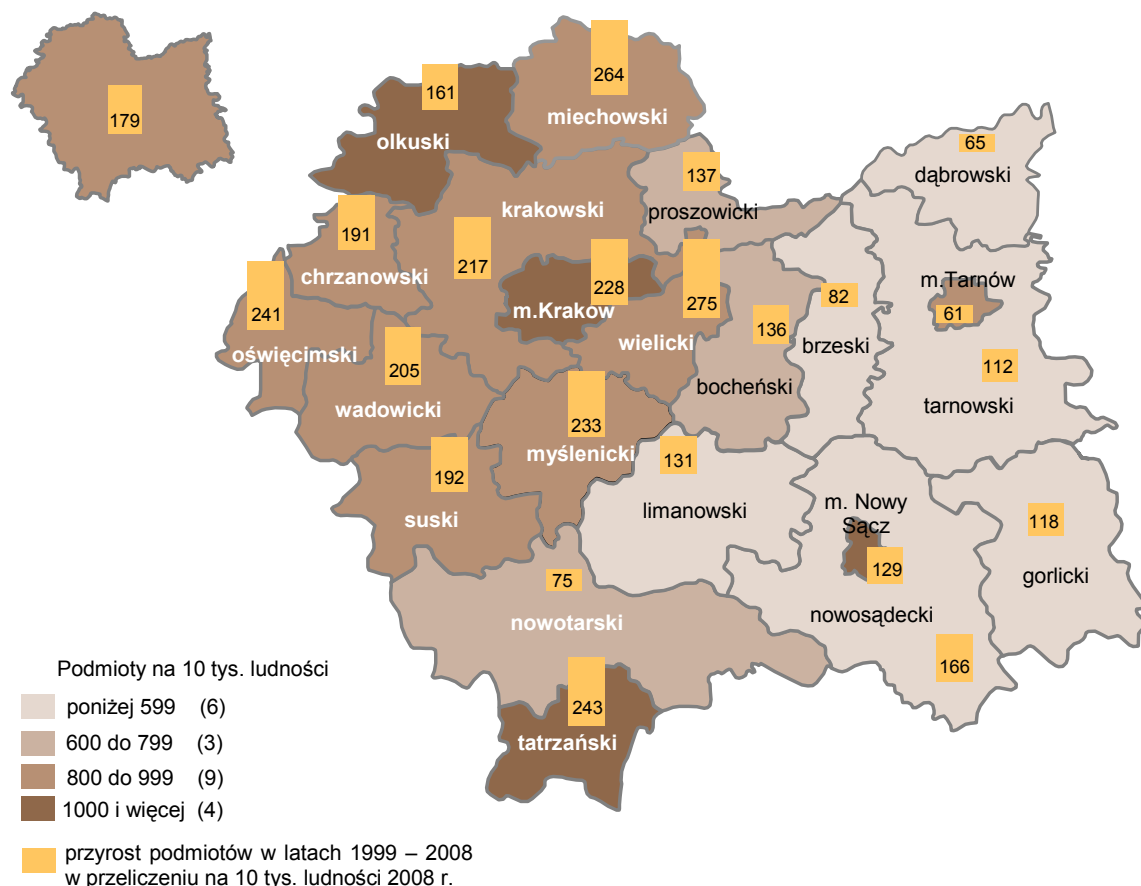 179
161
olkuski
264
miechowski
65
dąbrowski
137
proszowicki
krakowski
217
191
chrzanowski
241
oświęcimski
m.Kraków
228
275
wielicki
136
bocheński
82
brzeski
m.Tarnów
61
112
tarnowski
205
wadowicki
233
myślenicki
192
suski
131
limanowski
m. Nowy
Sącz
129
nowosądecki
166
118
gorlicki
75
nowotarski
243
tatrzański
Podmioty na 10 tys. ludności
poniżej 599 (6)
600 do 799 (3)
800 do 999 (9)
1000 i więcej (4)
przyrost podmiotów w latach 1999 – 2008
w przeliczeniu na 10 tys. ludności 2008 r.